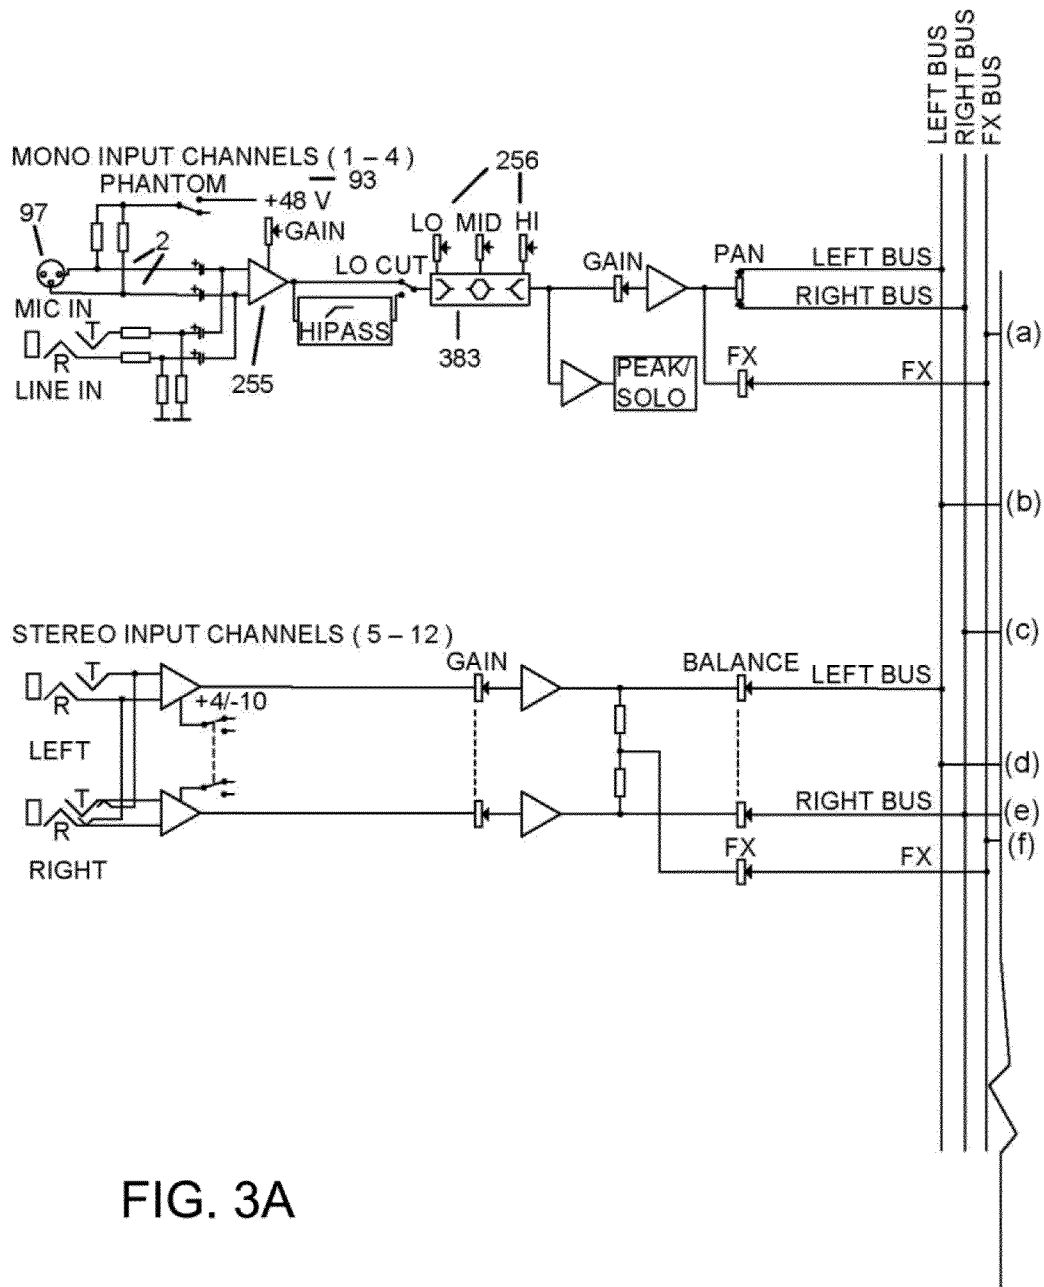 LEFT BUS
RIGHT BUS
FX BUS
MONO INPUT CHANNELS ( 1 – 4 )
256
PHANTOM
93
+48 V
97
2
GAIN
LO MID HI
LO CUT
GAIN
PAN
LEFT BUS
RIGHT BUS
MIC IN
HIPASS
T
R
383
(a)
LINE IN
255
PEAK/
SOLO
FX
FX
(b)
(c)
STEREO INPUT CHANNELS ( 5 – 12 )
GAIN
BALANCE
LEFT BUS
T
R
+4/-10
LEFT
(d)
T
R
RIGHT BUS
(e)
(f)
RIGHT
FX
FX
FIG. 3A